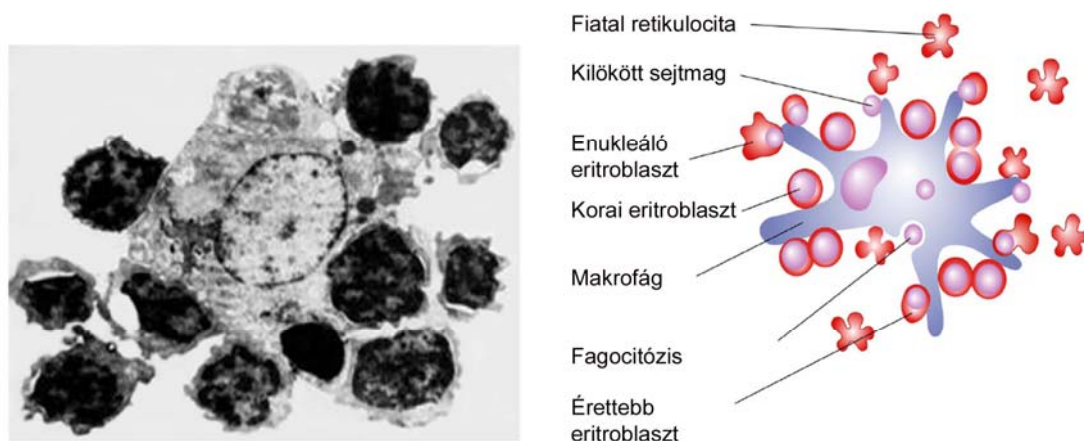 Fiatal retikulocita
Kilökött sejtmag
Enukleáló
eritroblaszt
Korai eritroblaszt
Makrofág
Fagocitózis
Érettebb
eritroblaszt